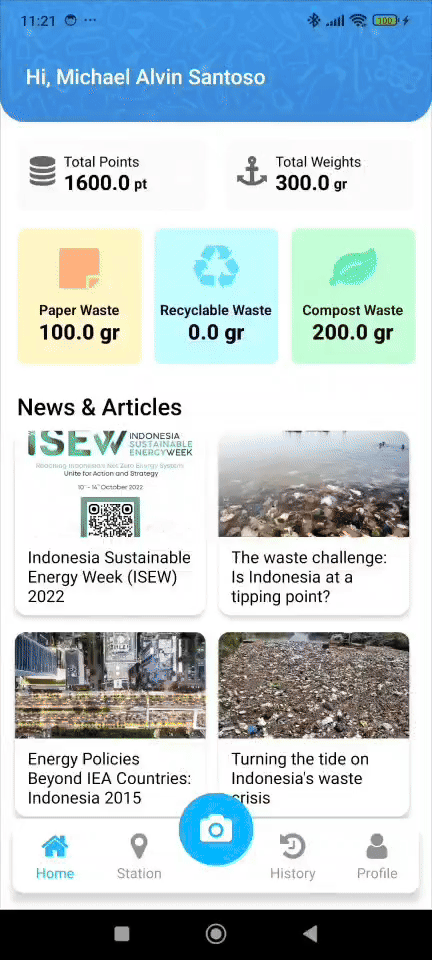 11:21
100
Hi, Michael Alvin Santoso
Total Points
1600.0 pt
Total Weights
300.0 gr
Paper Waste
100.0 gr
Recyclable Waste
0.0 gr
Compost Waste
200.0 gr
News & Articles
ISEW INDONESIA
SUSTAINABLE
ENERGYWEEK
Reaching Indonesia's Net Zero Energy System:
Unite for Action and Strategy
10th - 14th October 2022
Indonesia Sustainable
Energy Week (ISEW)
2022
The waste challenge:
Is Indonesia at a
tipping point?
Energy Policies
Beyond IEA Countries:
Indonesia 2015
Turning the tide on
Indonesia's waste
crisis
Home
Station
History
Profile